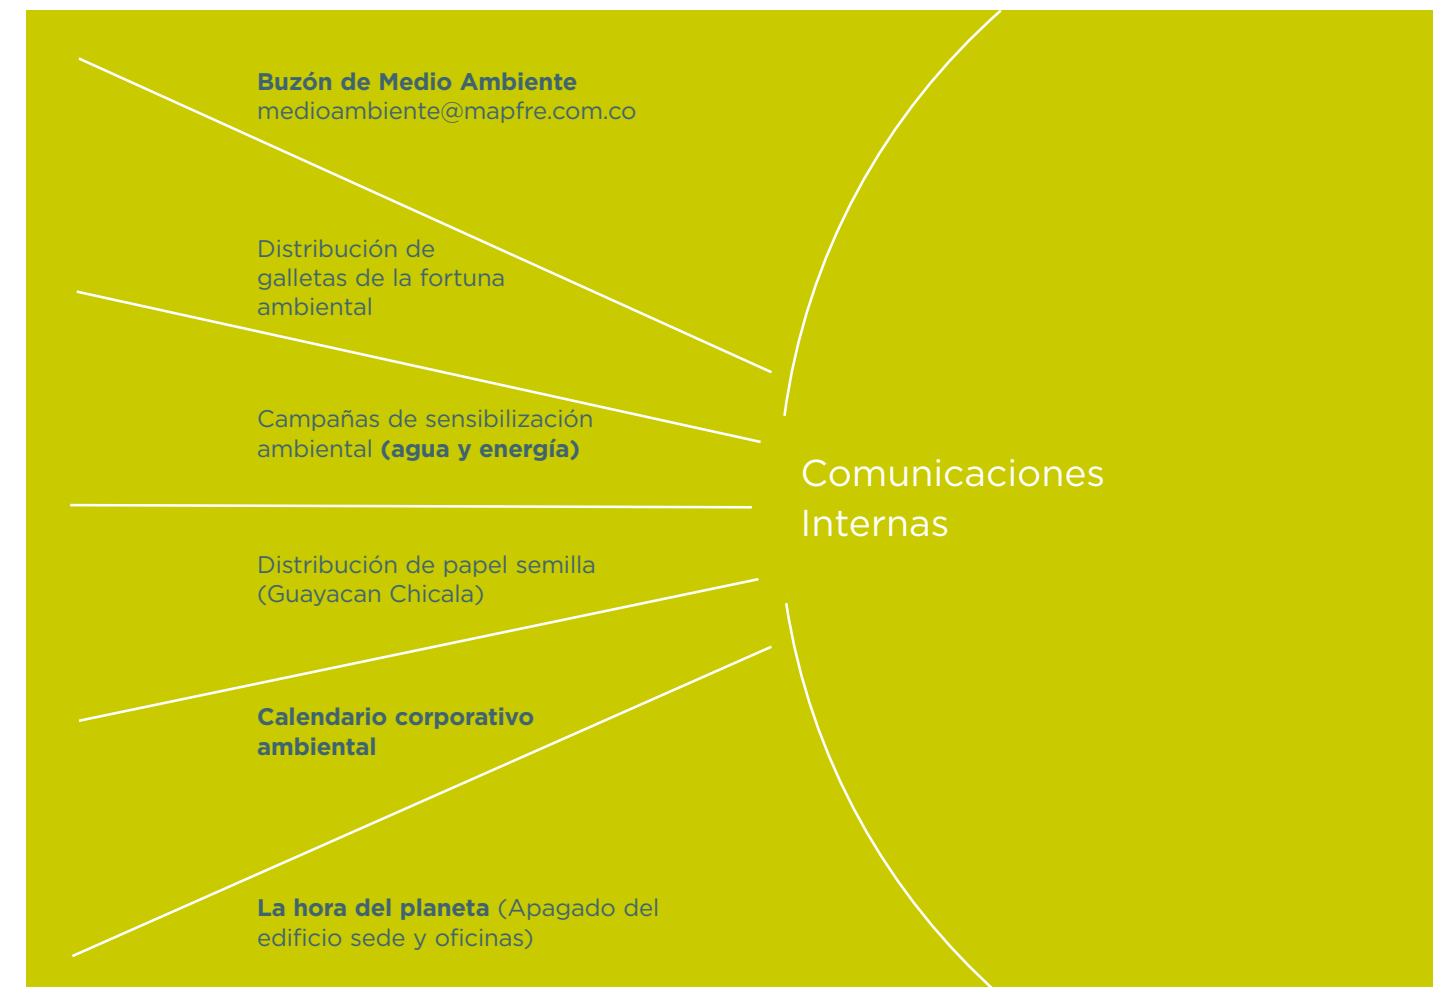 Buzón de Medio Ambiente
medioambiente@mapfre.com.co
Distribución de
galletas de la fortuna
ambiental
Campañas de sensibilización
ambiental (agua y energía)
Comunicaciones
Internas
Distribución de papel semilla
(Guayacan Chicala)
Calendario corporativo
ambiental
La hora del planeta (Apagado del
edificio sede y oficinas)